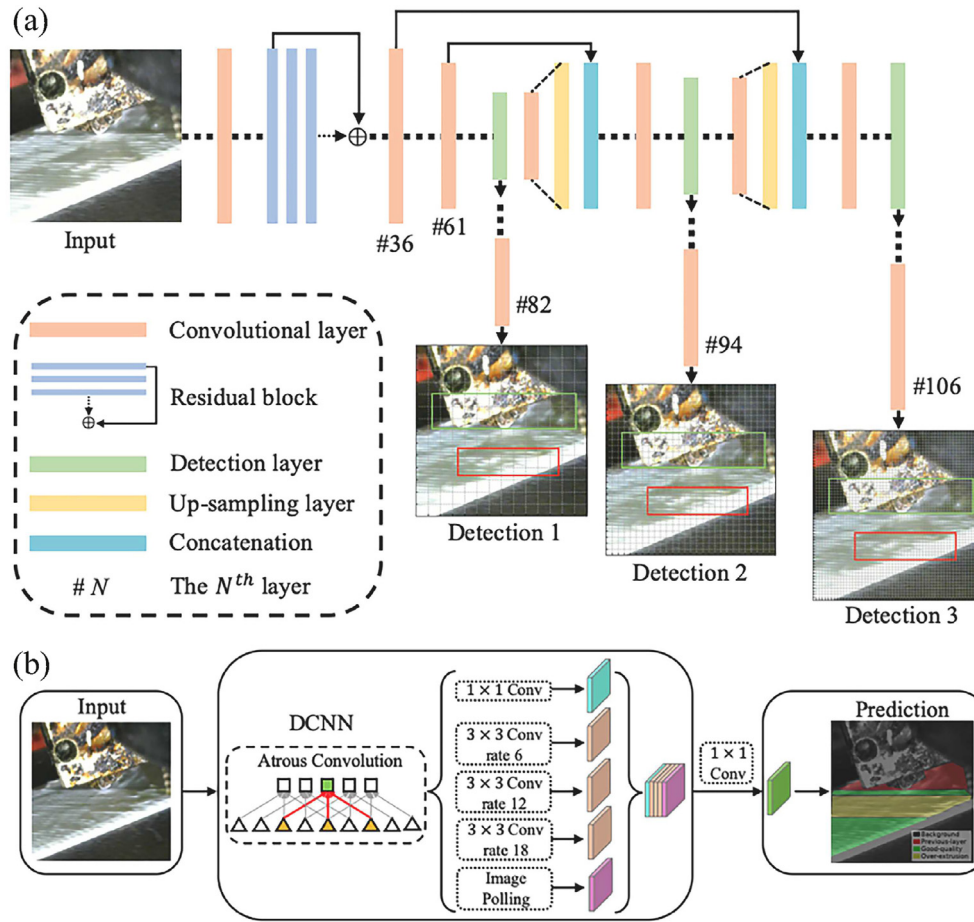 (a)
Input
#36
#61
#82
#94
#106
Convolutional layer
Residual block
Detection layer
Up-sampling layer
Concatenation
# N The Nth layer
Detection 1
Detection 2
Detection 3
(b)
Input
DCNN
Atrous Convolution
1 × 1 Conv
3 × 3 Conv
rate 6
3 × 3 Conv
rate 12
3 × 3 Conv
rate 18
Image
Polling
1 × 1
Conv
Prediction
Background
Previous-layer
Good-quality
Over-extrusion